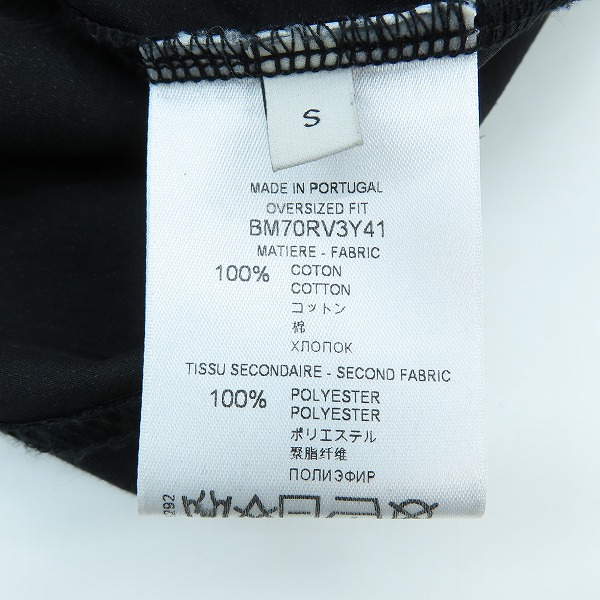 S
MADE IN PORTUGAL
OVERSIZED FIT
BM70RV3Y41
MATIERE - FABRIC
100% COTON
COTTON
コットン
棉
ХЛОПОК
TISSU SECONDAIRE - SECOND FABRIC
100% POLYESTER
POLYESTER
ポリエステル
聚脂纤维
ПОЛИЭФИР
292